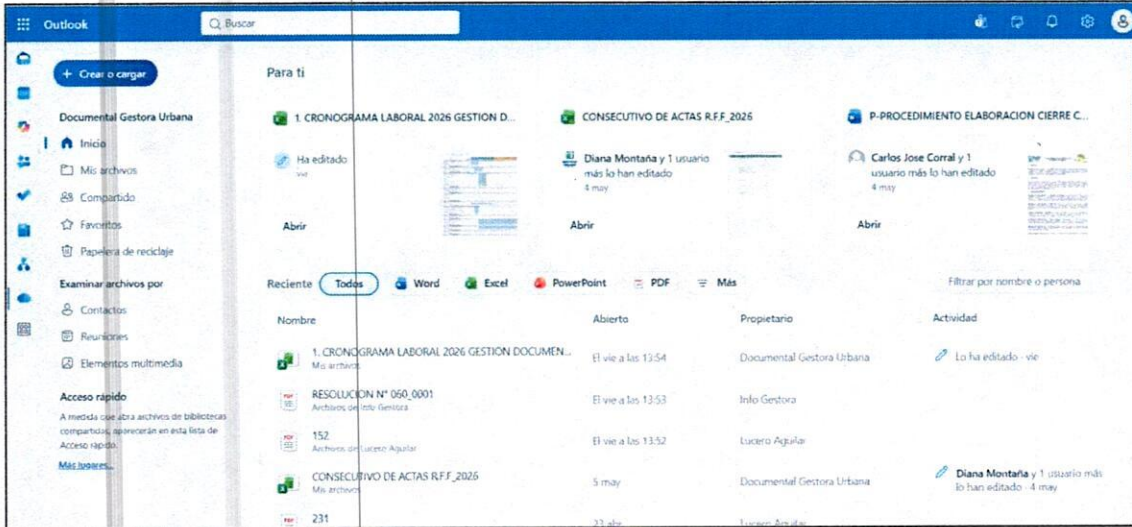 Outlook
Buscar
+ Crear o cargar
Documental Gestora Urbana
Inicio
Mis archivos
Compartido
Favoritos
Papelera de reciclaje
Examinar archivos por
Contactos
Reuniones
Elementos multimedia
Acceso rápido
A medida que abra archivos de bibliotecas
compartidas, aparecerán en esta lista de
Acceso rápido.
Más lugares...
Para ti
1. CRONOGRAMA LABORAL 2026 GESTION D...
Ha editado
vie
Abrir
CONSECUTIVO DE ACTAS R.F.F_2026
Diana Montaña y 1 usuario
más lo han editado
4 may
Abrir
P-PROCEDIMIENTO ELABORACION CIERRE C...
Carlos Jose Corral y 1
usuario más lo han editado
4 may
Abrir
Reciente Todos Word Excel PowerPoint PDF Más Filtrar por nombre o persona
Nombre Abierto Propietario Actividad
1. CRONOGRAMA LABORAL 2026 GESTION DOCUMEN... El vie a las 13:54 Documental Gestora Urbana Lo ha editado · vie
Mis archivos
RESOLUCION N° 060_0001 El vie a las 13:53 Info Gestora
Archivos de Info Gestora
152 El vie a las 13:52 Lucero Aguilar
Archivos de Lucero Aguilar
CONSECUTIVO DE ACTAS R.F.F_2026 5 may Documental Gestora Urbana Diana Montaña y 1 usuario más
Mis archivos lo han editado · 4 may
231 23 abr Lucero Aguilar